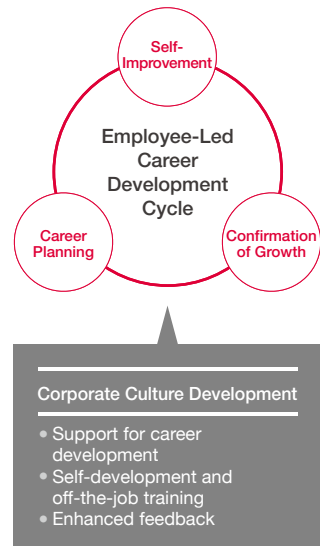 Self-
Improvement
Employee-Led
Career
Development
Cycle
Career
Planning
Confirmation
of Growth
Corporate Culture Development
• Support for career
development
• Self-development and
off-the-job training
• Enhanced feedback